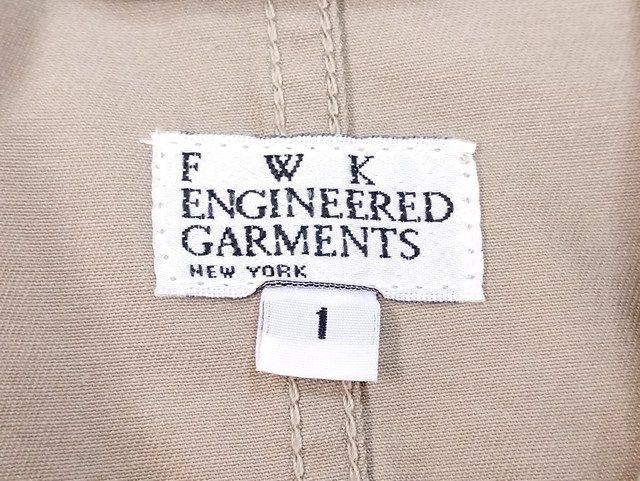 F W K
ENGINEERED
GARMENTS
NEW YORK
1